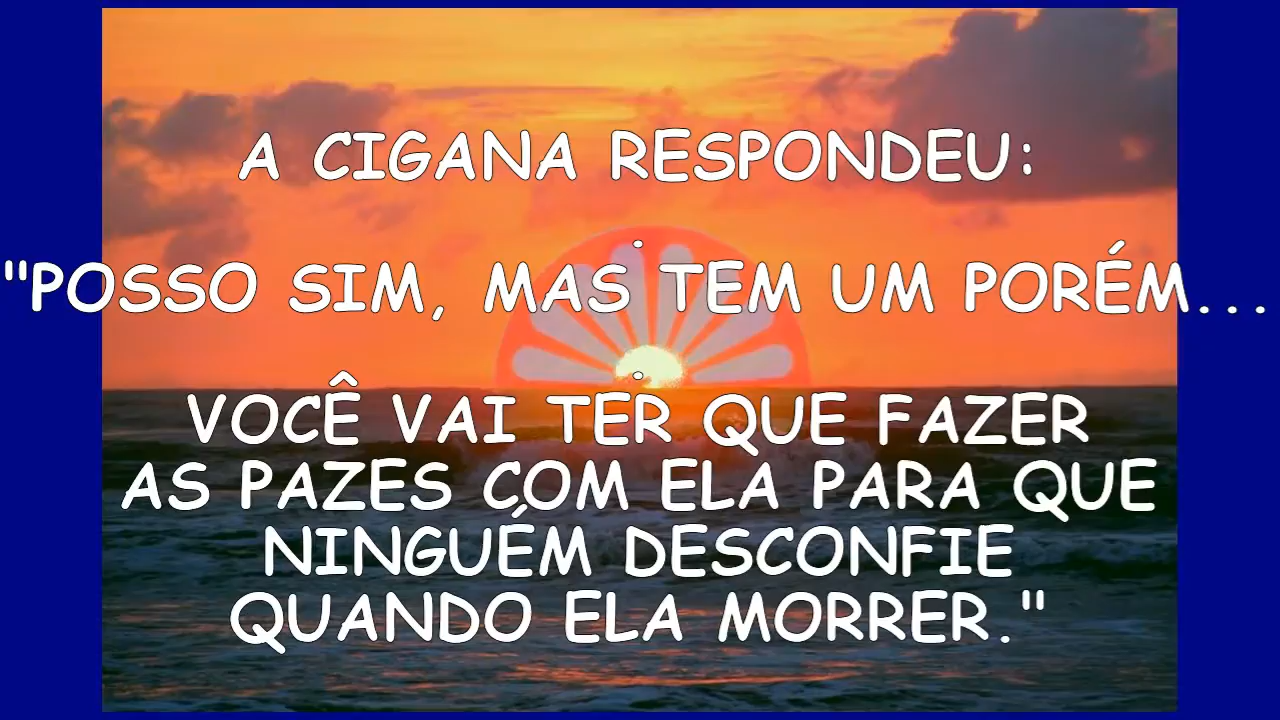 A CIGANA RESPONDEU:
.
"POSSO SIM, MAS TEM UM PORÉM...
.
VOCÊ VAI TER QUE FAZER
AS PAZES COM ELA PARA QUE
NINGUÉM DESCONFIE
QUANDO ELA MORRER."